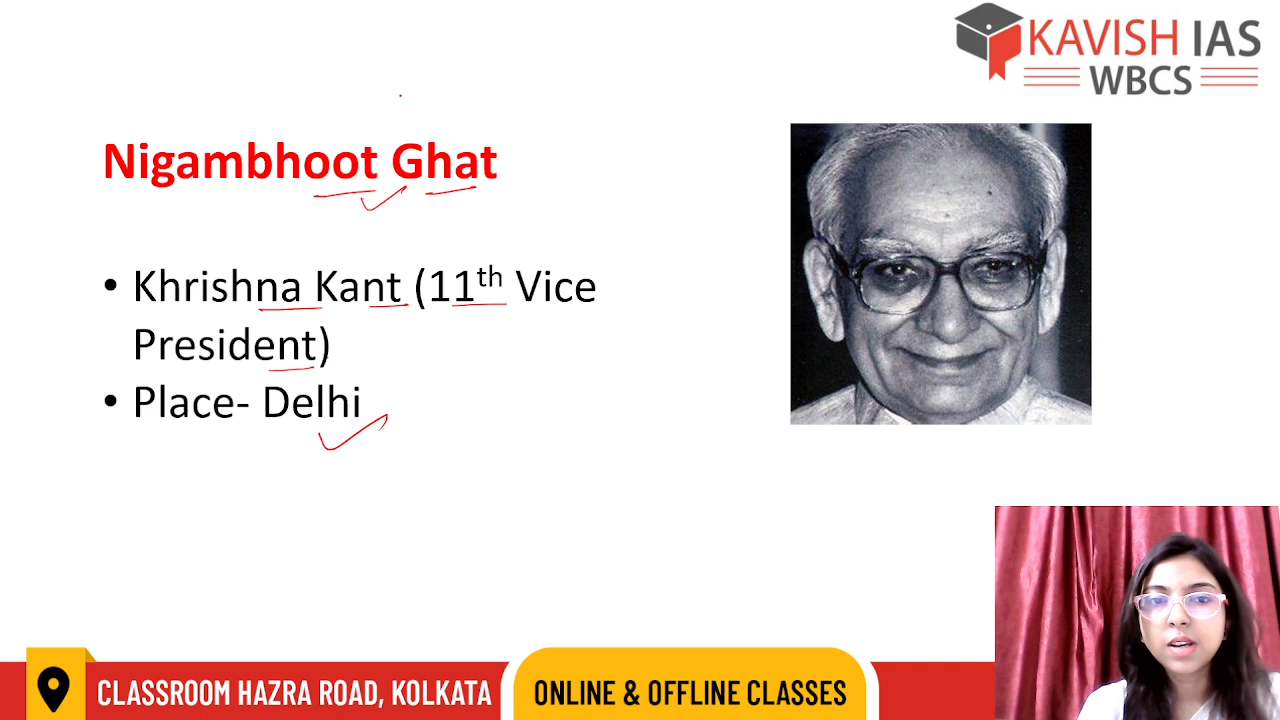 KAVISH IAS
WBCS
Nigambhoot Ghat
• Khrishna Kant (11th Vice
President)
• Place- Delhi
CLASSROOM HAZRA ROAD, KOLKATA
ONLINE & OFFLINE CLASSES